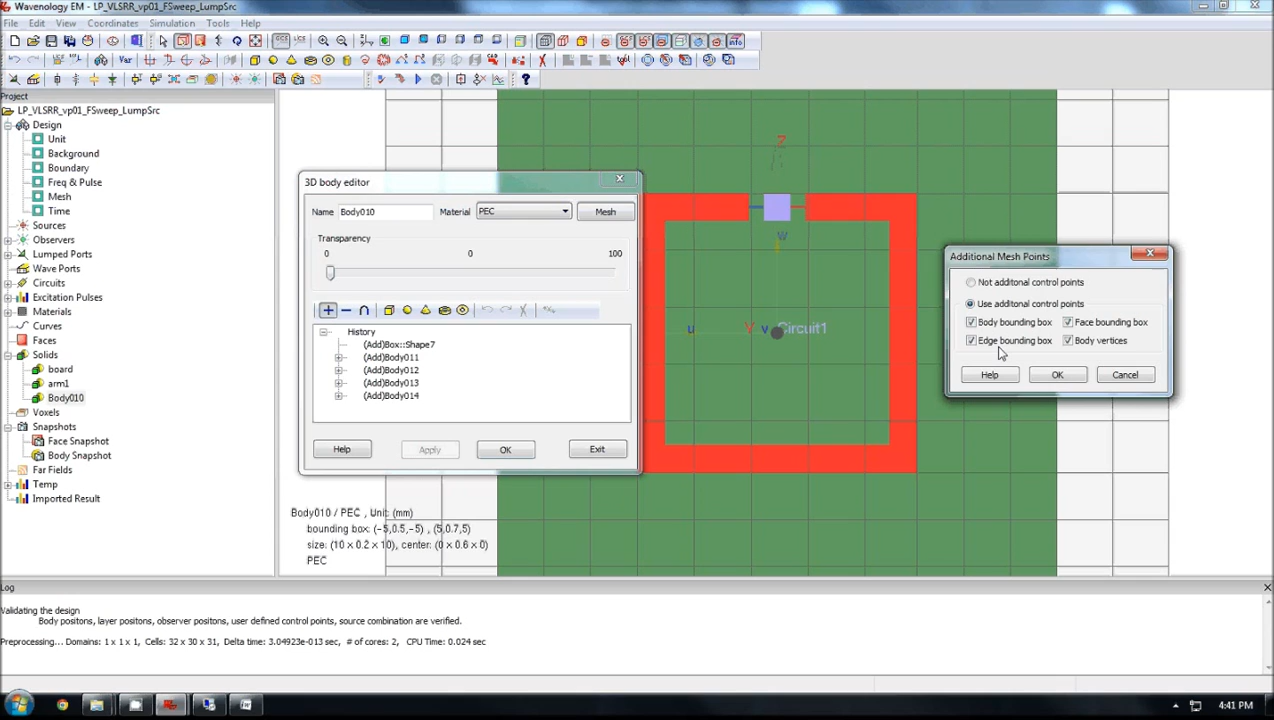 Wavenology EM - LP_VLSRR_vp01_FSweep_LumpSrc
File Edit View Coordinates Simulation Tools Help
Var
info
Project
LP_VLSRR_vp01_FSweep_LumpSrc
Design
Unit
Background
Boundary
Freq & Pulse
Mesh
Time
Sources
Observers
Lumped Ports
Wave Ports
Circuits
Excitation Pulses
Materials
Curves
Faces
Solids
board
arm1
Body010
Voxels
Snapshots
Face Snapshot
Body Snapshot
Far Fields
Temp
Imported Result
3D body editor
Name Body010 Material PEC Mesh
Transparency
0 0 100
History
(Add)Box::Shape7
(Add)Body011
(Add)Body012
(Add)Body013
(Add)Body014
Help Apply OK Exit
Z
w
u Y v Circuit1
Additional Mesh Points
Not additonal control points
Use additonal control points
Body bounding box Face bounding box
Edge bounding box Body vertices
Help OK Cancel
Body010 / PEC , Unit: (mm)
bounding box: (-5,0.5,-5) , (5,0.7,5)
size: (10 x 0.2 x 10), center: (0 x 0.6 x 0)
PEC
Log
Validating the design
Body positons, layer positons, observer positons, user defined control points, source combination are verified.
Preprocessing... Domains: 1 x 1 x 1, Cells: 32 x 30 x 31, Delta time: 3.04923e-013 sec, # of cores: 2, CPU Time: 0.024 sec
4:41 PM